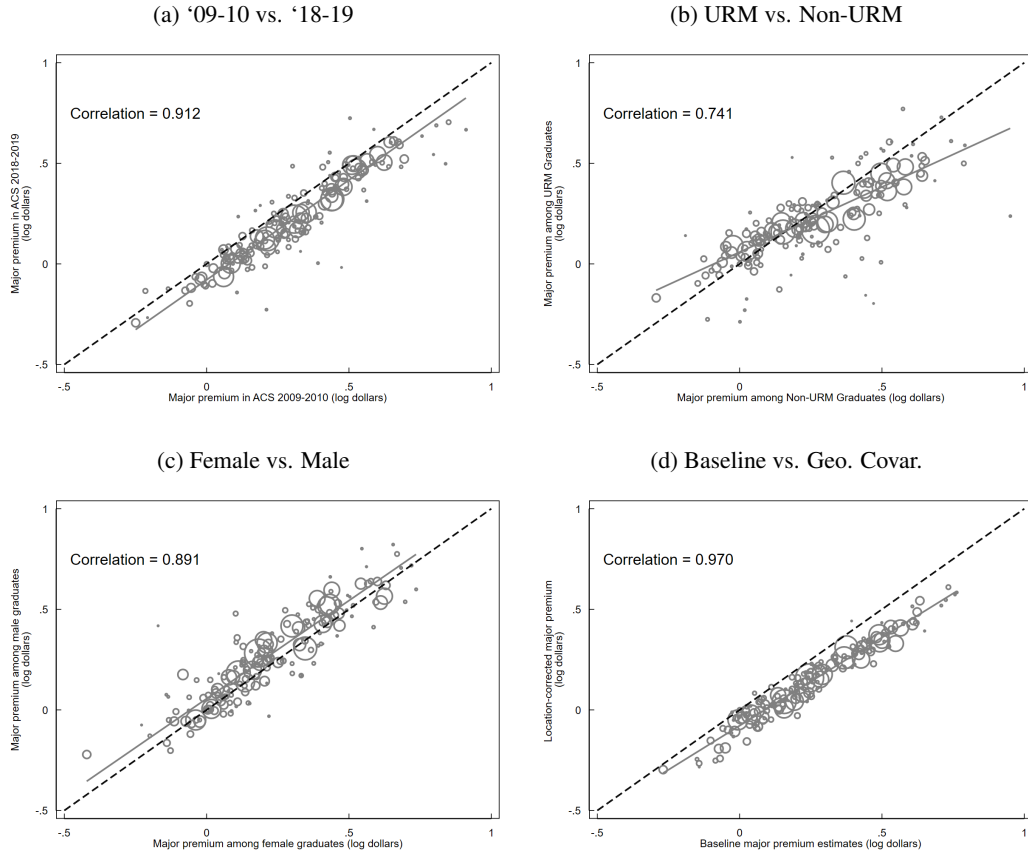 (a) ‘09-10 vs. ‘18-19
(b) URM vs. Non-URM
Major premium in ACS 2018-2019
(log dollars)
1
.5
0
-.5
Correlation = 0.912
-.5
0
.5
1
Major premium in ACS 2009-2010 (log dollars)
Major premium among URM Graduates
(log dollars)
1
.5
0
-.5
Correlation = 0.741
-.5
0
.5
1
Major premium among Non-URM Graduates (log dollars)
(c) Female vs. Male
(d) Baseline vs. Geo. Covar.
Major premium among male graduates
(log dollars)
1
.5
0
-.5
Correlation = 0.891
-.5
0
.5
1
Major premium among female graduates (log dollars)
Location-corrected major premium
(log dollars)
1
.5
0
-.5
Correlation = 0.970
-.5
0
.5
1
Baseline major premium estimates (log dollars)